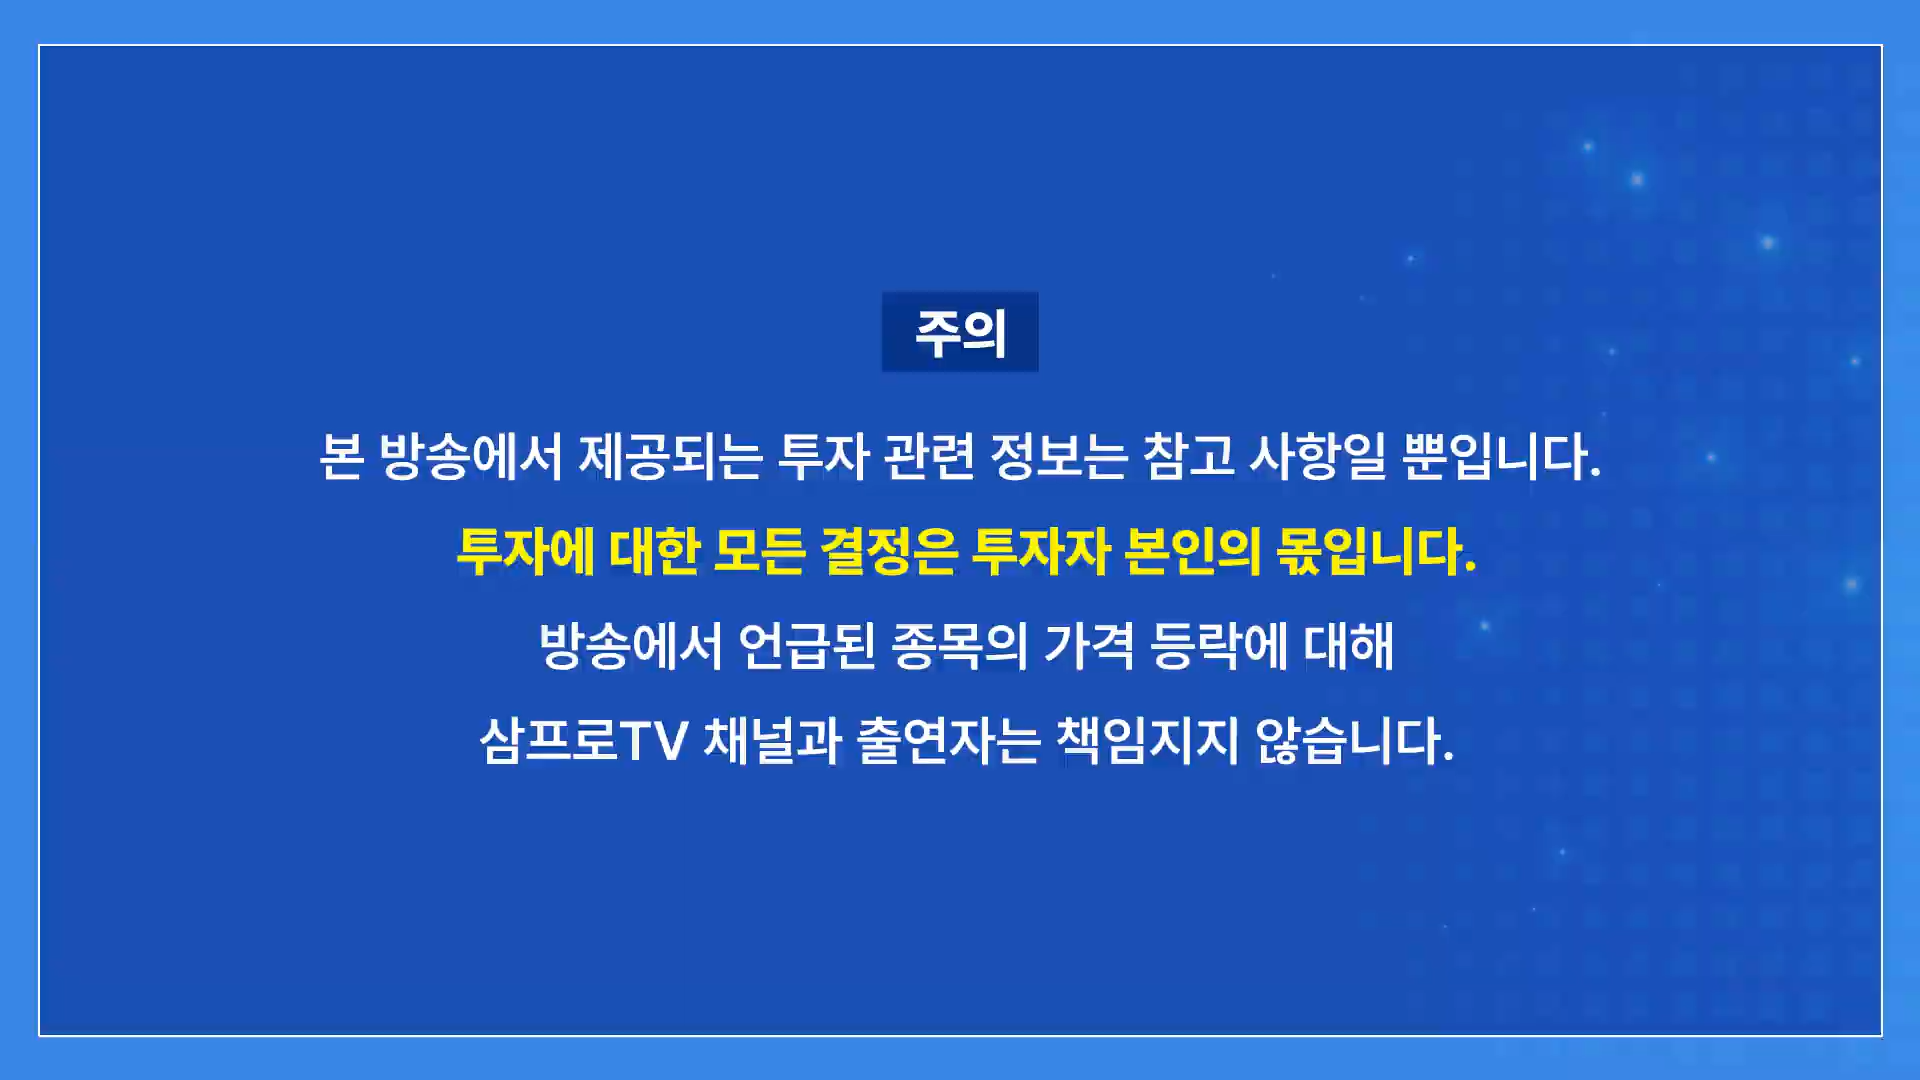 주의
본 방송에서 제공되는 투자 관련 정보는 참고 사항일 뿐입니다.
투자에 대한 모든 결정은 투자자 본인의 몫입니다.
방송에서 언급된 종목의 가격 등락에 대해
삼프로TV 채널과 출연자는 책임지지 않습니다.